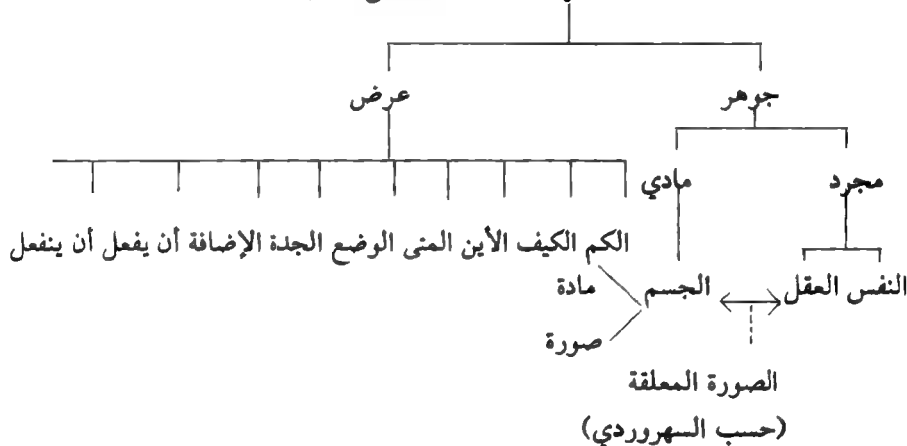 جوهر عرض
مجرد مادي
الكم الكيف الأين المتى الوضع الجدة الإضافة أن يفعل أن ينفعل
النفس العقل الجسم مادة
صورة
الصورة المعلقة
(حسب السهروردي)